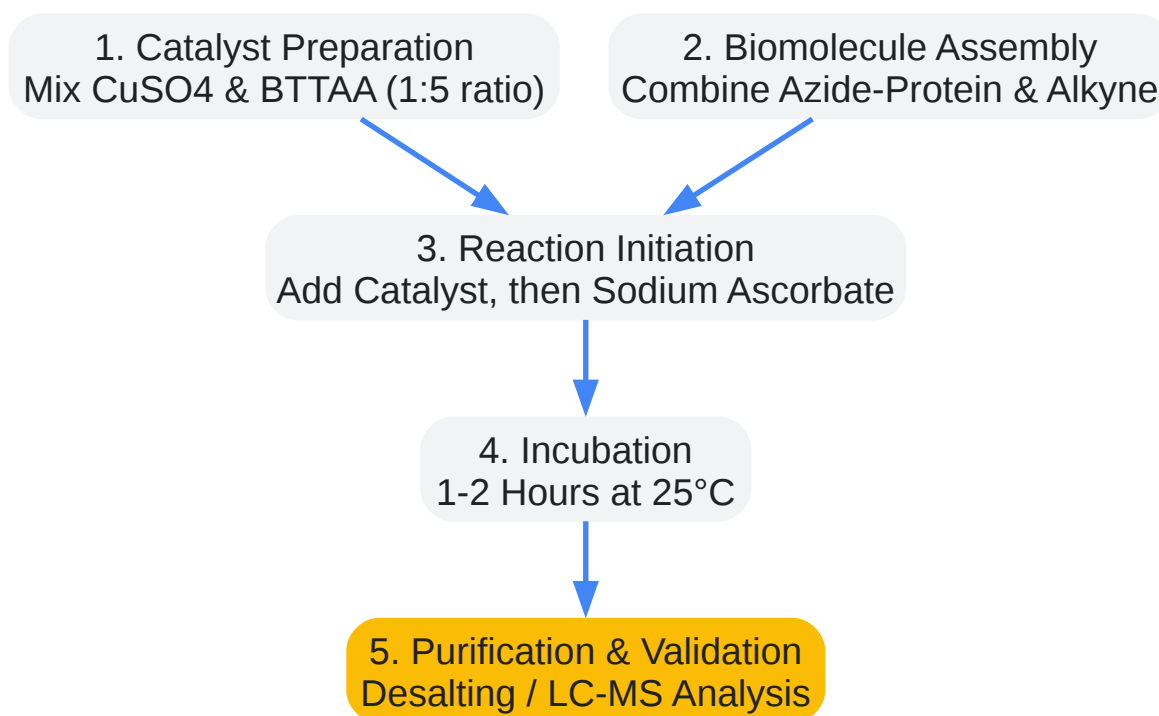 1. Catalyst Preparation
Mix CuSO4 & BTTAA (1:5 ratio)
2. Biomolecule Assembly
Combine Azide-Protein & Alkyne
3. Reaction Initiation
Add Catalyst, then Sodium Ascorbate
4. Incubation
1-2 Hours at 25°C
5. Purification & Validation
Desalting / LC-MS Analysis